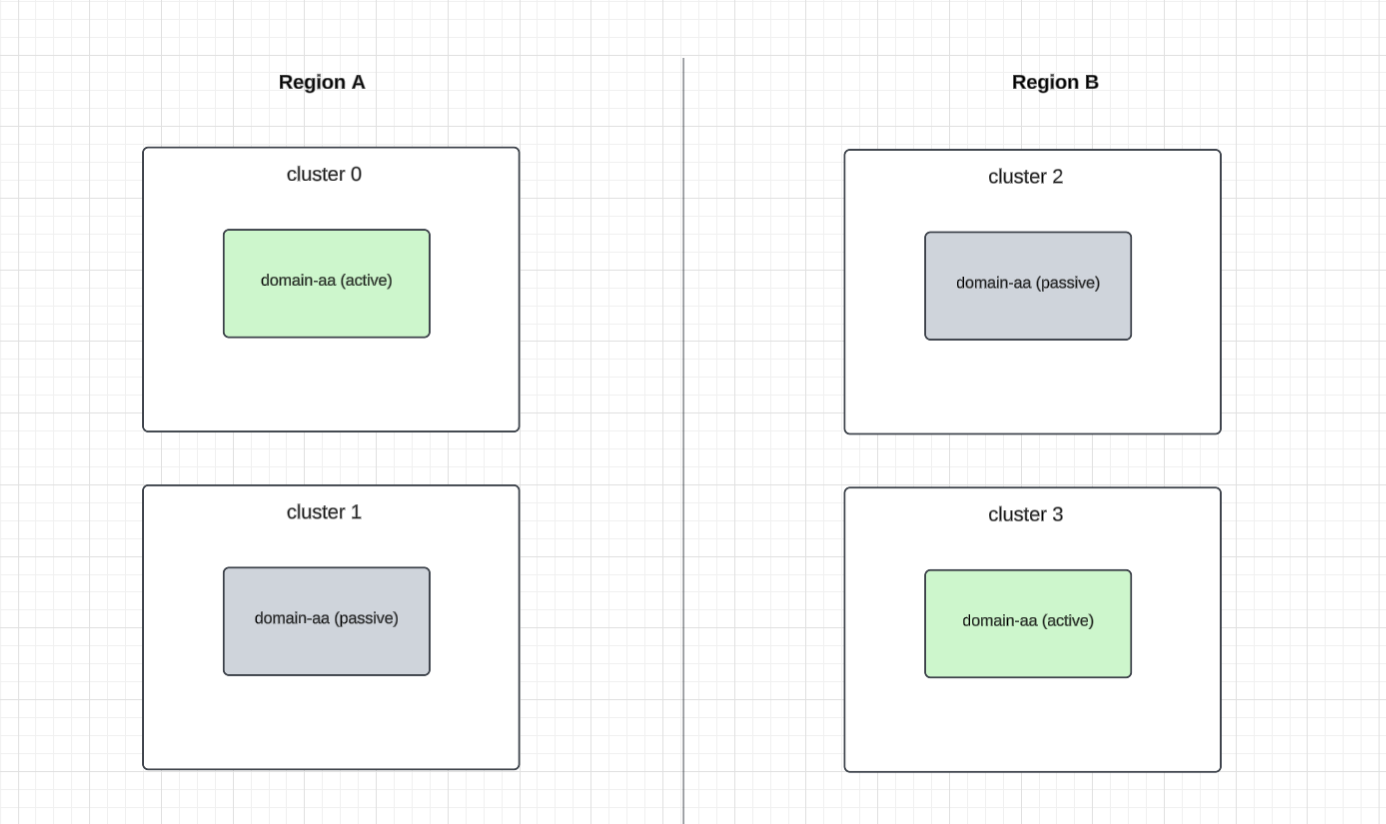 Region A
cluster 0
domain-aa (active)
cluster 1
domain-aa (passive)
Region B
cluster 2
domain-aa (passive)
cluster 3
domain-aa (active)